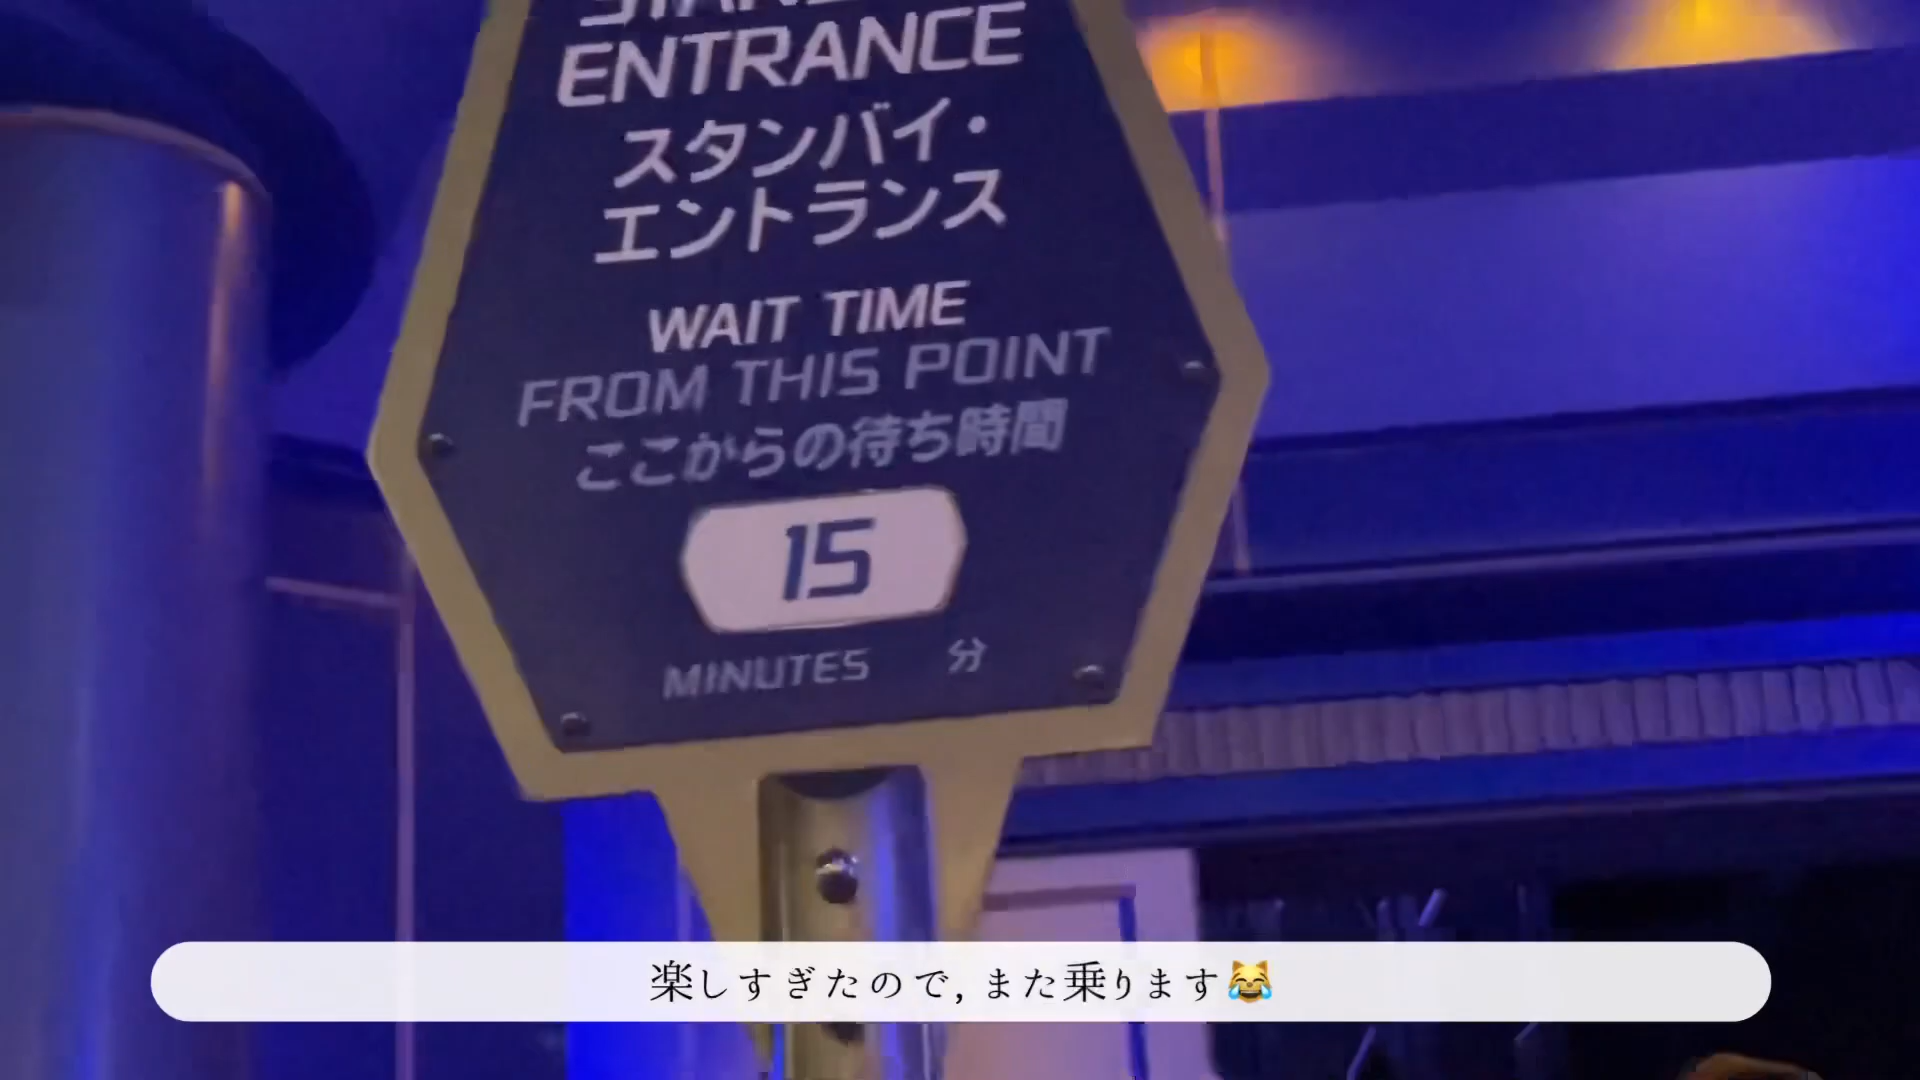 ENTRANCE
スタンバイ・
エントランス
WAIT TIME
FROM THIS POINT
ここからの待ち時間
15
MINUTES 分
楽しすぎたので, また乗ります😹